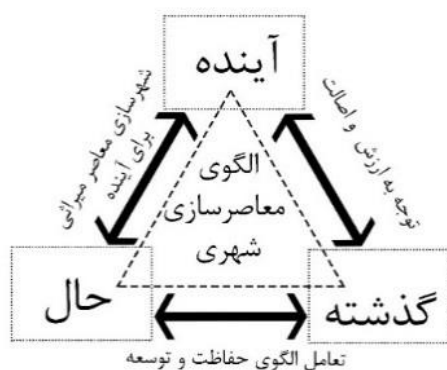 آینده
توجه به ارزش و اصالت
شهرسازی معاصر میراثی
برای آینده
الگوی
معاصرسازی
شهری
گذشته
حال
تعامل الگوی حفاظت و توسعه